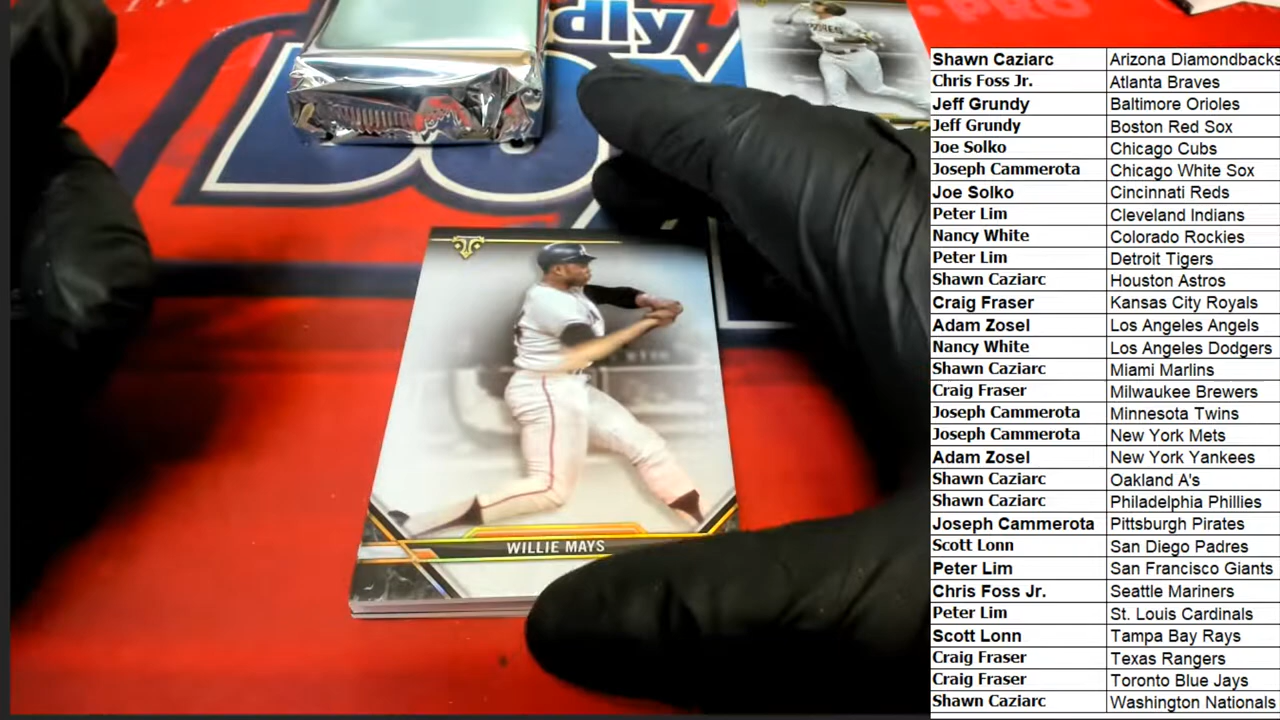 dly
WILLIE MAYS
Shawn Caziarc Arizona Diamondbacks
Chris Foss Jr. Atlanta Braves
Jeff Grundy Baltimore Orioles
Jeff Grundy Boston Red Sox
Joe Solko Chicago Cubs
Joseph Cammerota Chicago White Sox
Joe Solko Cincinnati Reds
Peter Lim Cleveland Indians
Nancy White Colorado Rockies
Peter Lim Detroit Tigers
Shawn Caziarc Houston Astros
Craig Fraser Kansas City Royals
Adam Zosel Los Angeles Angels
Nancy White Los Angeles Dodgers
Shawn Caziarc Miami Marlins
Craig Fraser Milwaukee Brewers
Joseph Cammerota Minnesota Twins
Joseph Cammerota New York Mets
Adam Zosel New York Yankees
Shawn Caziarc Oakland A's
Shawn Caziarc Philadelphia Phillies
Joseph Cammerota Pittsburgh Pirates
Scott Lonn San Diego Padres
Peter Lim San Francisco Giants
Chris Foss Jr. Seattle Mariners
Peter Lim St. Louis Cardinals
Scott Lonn Tampa Bay Rays
Craig Fraser Texas Rangers
Craig Fraser Toronto Blue Jays
Shawn Caziarc Washington Nationals